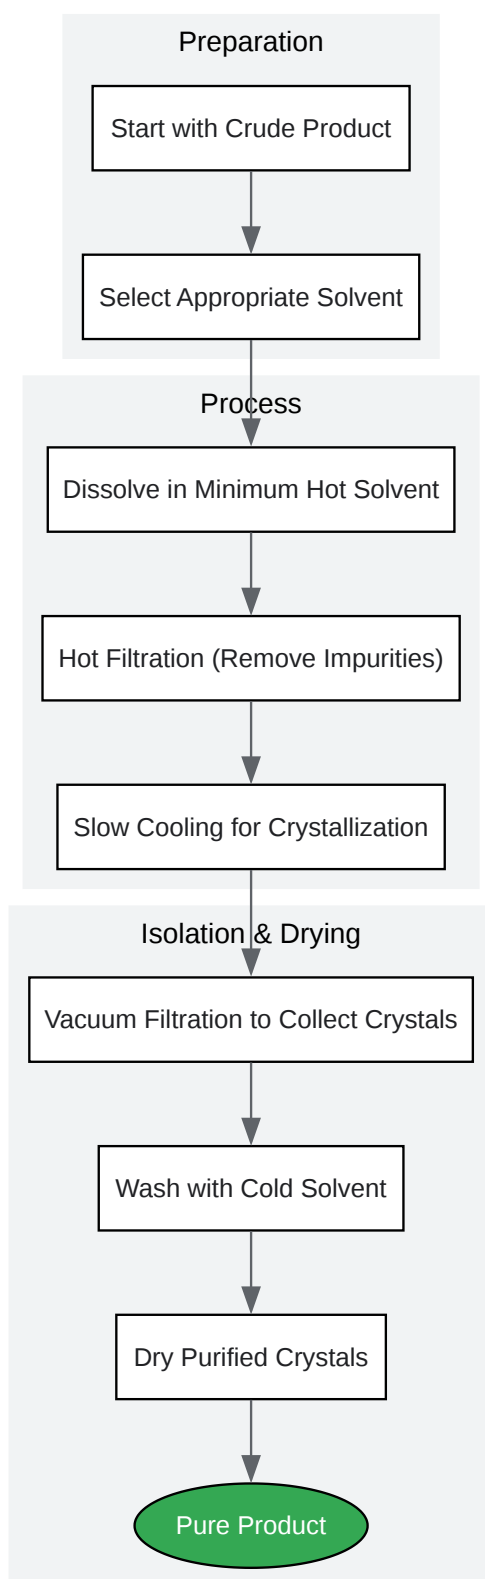 Preparation
Start with Crude Product
Select Appropriate Solvent
Process
Dissolve in Minimum Hot Solvent
Hot Filtration (Remove Impurities)
Slow Cooling for Crystallization
Isolation & Drying
Vacuum Filtration to Collect Crystals
Wash with Cold Solvent
Dry Purified Crystals
Pure Product